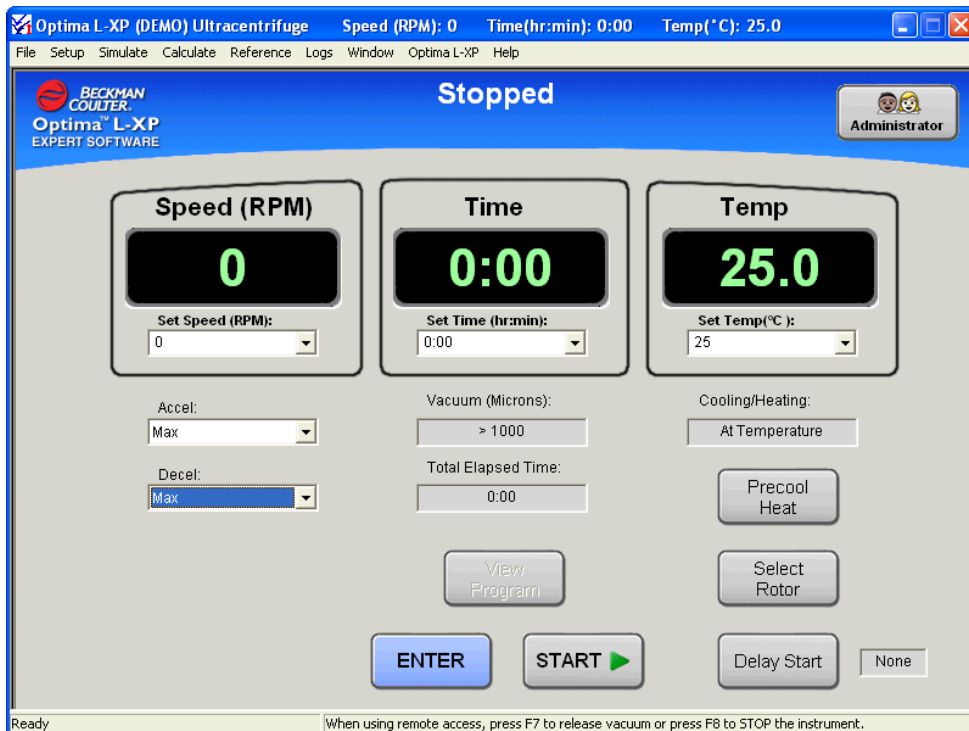 Optima L-XP (DEMO) Ultracentrifuge Speed (RPM): 0 Time(hr:min): 0:00 Temp(°C): 25.0
File Setup Simulate Calculate Reference Logs Window Optima L-XP Help
BECKMAN
COULTER.
Optima™ L-XP
EXPERT SOFTWARE
Stopped
Administrator
Speed (RPM)
0
Set Speed (RPM):
0
Time
0:00
Set Time (hr:min):
0:00
Temp
25.0
Set Temp(°C ):
25
Accel:
Max
Decel:
Max
Vacuum (Microns):
> 1000
Total Elapsed Time:
0:00
Cooling/Heating:
At Temperature
Precool
Heat
View
Program
Select
Rotor
ENTER
START
Delay Start
None
Ready
When using remote access, press F7 to release vacuum or press F8 to STOP the instrument.